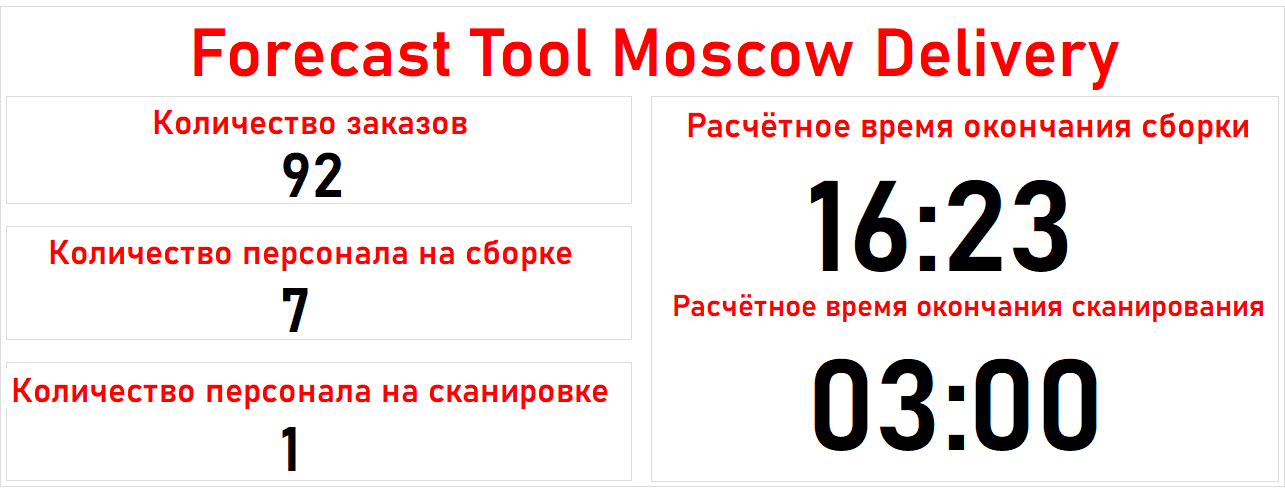 Forecast Tool Moscow Delivery
Количество заказов
92
Количество персонала на сборке
7
Количество персонала на сканировке
1
Расчётное время окончания сборки
16:23
Расчётное время окончания сканирования
03:00